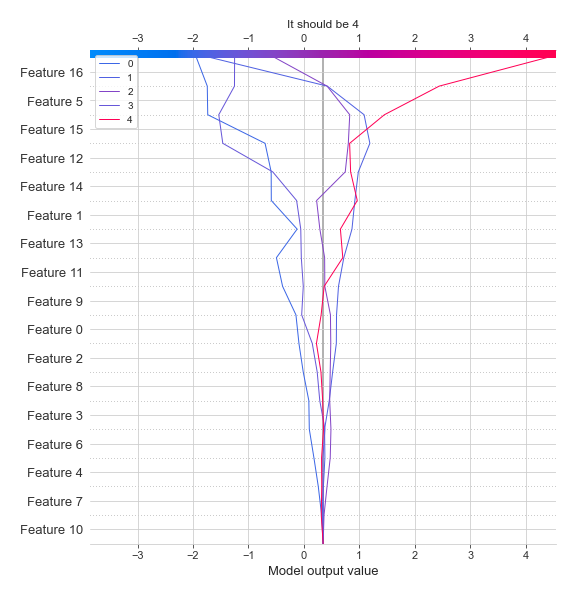 It should be 4
−3 −2 −1 0 1 2 3 4
0
1
2
3
4
Feature 16
Feature 5
Feature 15
Feature 12
Feature 14
Feature 1
Feature 13
Feature 11
Feature 9
Feature 0
Feature 2
Feature 8
Feature 3
Feature 6
Feature 4
Feature 7
Feature 10
−3 −2 −1 0 1 2 3 4
Model output value